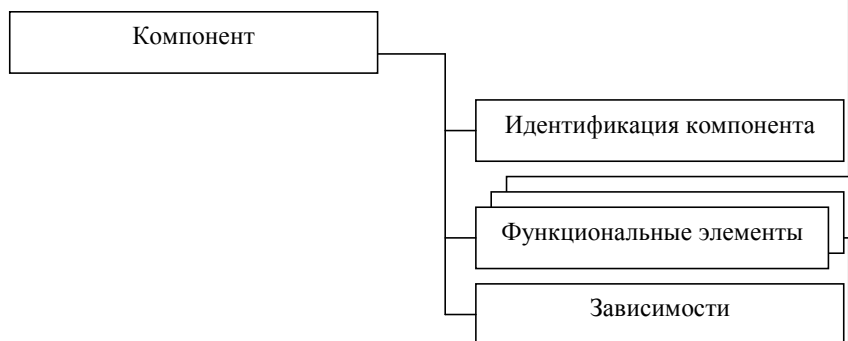 Компонент
Идентификация компонента
Функциональные элементы
Зависимости